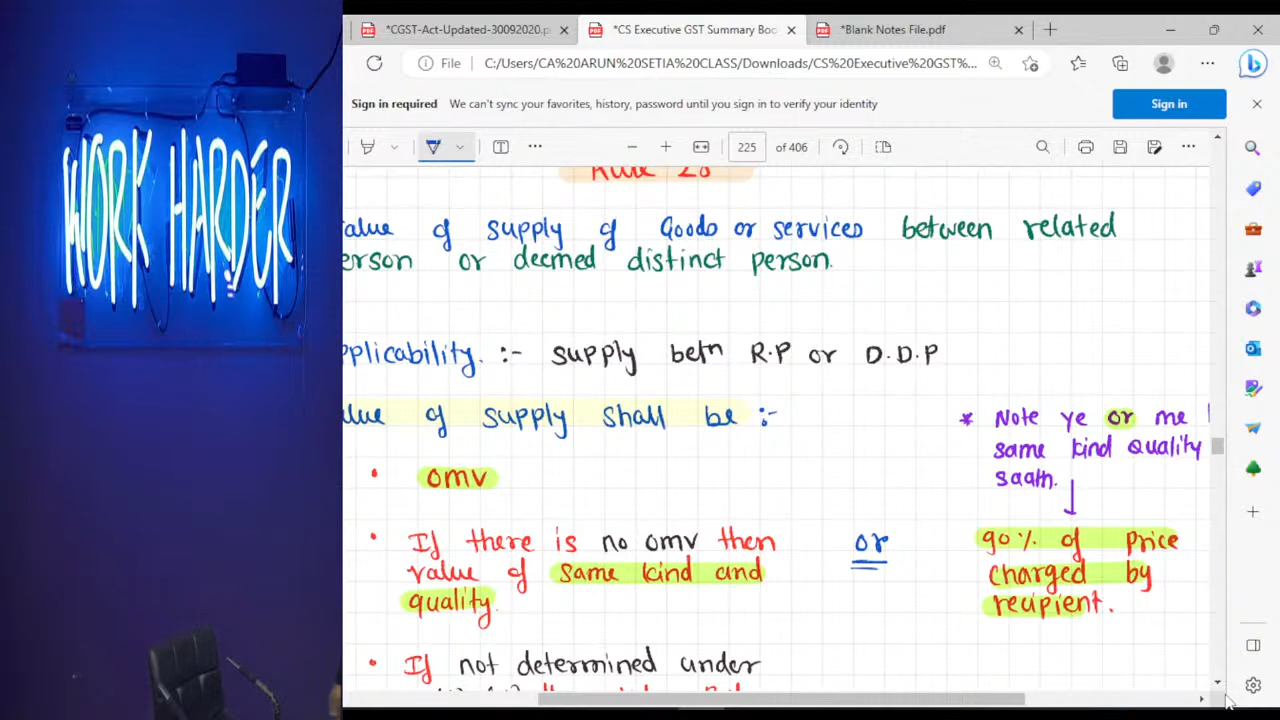 WORK HARDER
*CGST-Act-Updated-30092020.p
*CS Executive GST Summary Boo
*Blank Notes File.pdf
File
C:/Users/CA%20ARUN%20SETIA%20CLASS/Downloads/CS%20Executive%20GST%...
Sign in required We can't sync your favorites, history, password until you sign in to verify your identity
Sign in
225 of 406
Rule 28
value of supply of Goods or services between related
erson or deemed distinct person.
pplicability. :- supply betn R.P or D.D.P
alue of supply shall be :-
* Note ye or me
same kind quality
saath.
• OMV
• If there is no omv then
value of same kind and
quality.
or
90% of Price
charged by
recipient.
• If not determined under